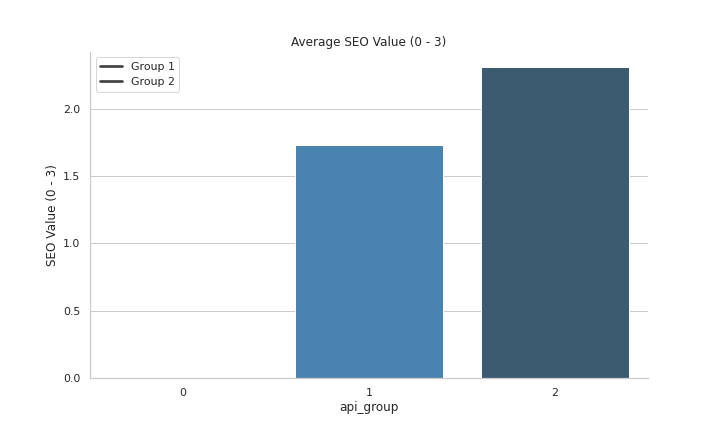 Average SEO Value (0 - 3)
Group 1
Group 2
2.0
1.5
1.0
0.5
0.0
SEO Value (0 - 3)
0 1 2
api_group